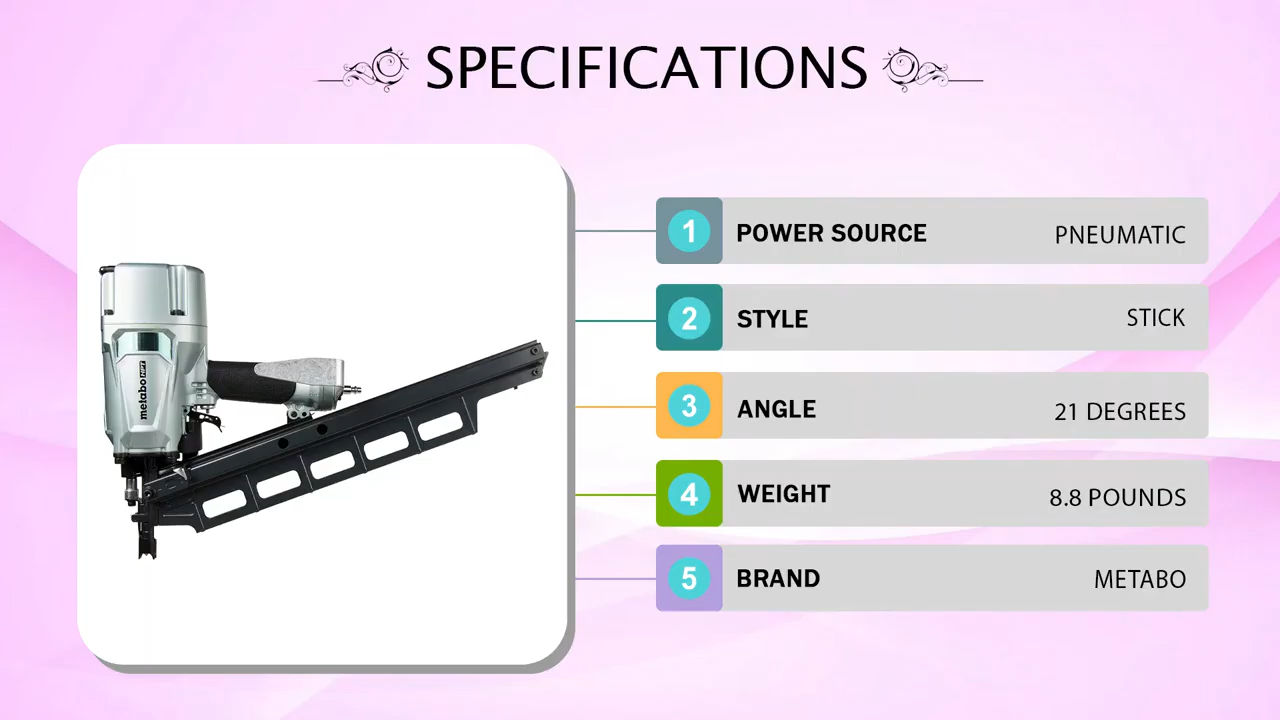 SPECIFICATIONS
metabo HPT
1 POWER SOURCE PNEUMATIC
2 STYLE STICK
3 ANGLE 21 DEGREES
4 WEIGHT 8.8 POUNDS
5 BRAND METABO